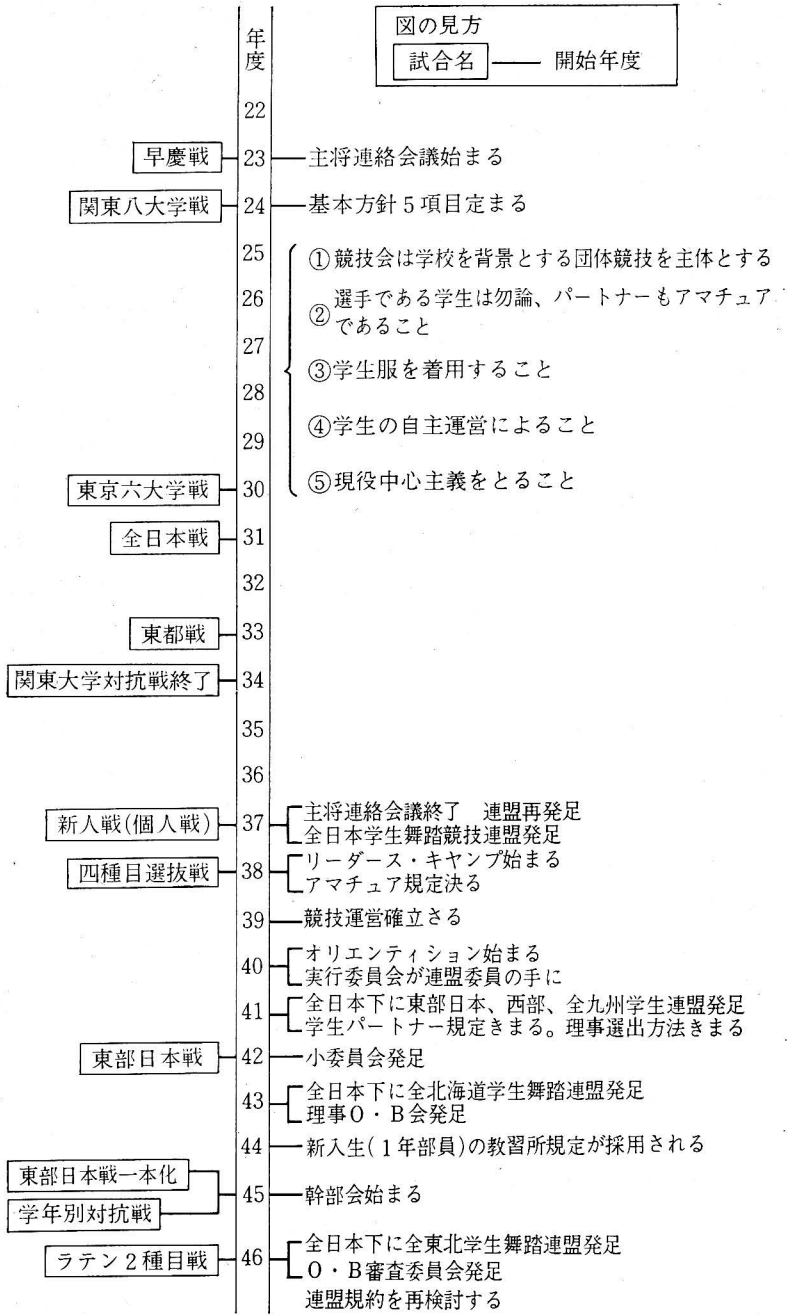 図の見方
試合名 開始年度
年度
22
早慶戦 23 主将連絡会議始まる
関東八大学戦 24 基本方針5項目定まる
25 ①競技会は学校を背景とする団体競技を主体とする
26 ②選手である学生は勿論、パートナーもアマチュア
であること
27
③学生服を着用すること
28
④学生の自主運営によること
29
東京六大学戦 30 ⑤現役中心主義をとること
全日本戦 31
32
東都戦 33
関東大学対抗戦終了 34
35
36
新人戦(個人戦) 37 主将連絡会議終了 連盟再発足
全日本学生舞踏競技連盟発足
四種目選抜戦 38 リーダース・キヤンプ始まる
アマチュア規定決る
39 競技運営確立さる
40 オリエンティション始まる
実行委員会が連盟委員の手に
41 全日本下に東部日本、西部、全九州学生連盟発足
学生パートナー規定きまる。理事選出方法きまる
東部日本戦 42 小委員会発足
43 全日本下に全北海道学生舞踏連盟発足
理事O・B会発足
44 新入生(1年部員)の教習所規定が採用される
東部日本戦一本化
45 幹部会始まる
学年別対抗戦
ラテン2種目戦 46 全日本下に全東北学生舞踏連盟発足
O・B審査委員会発足
連盟規約を再検討する